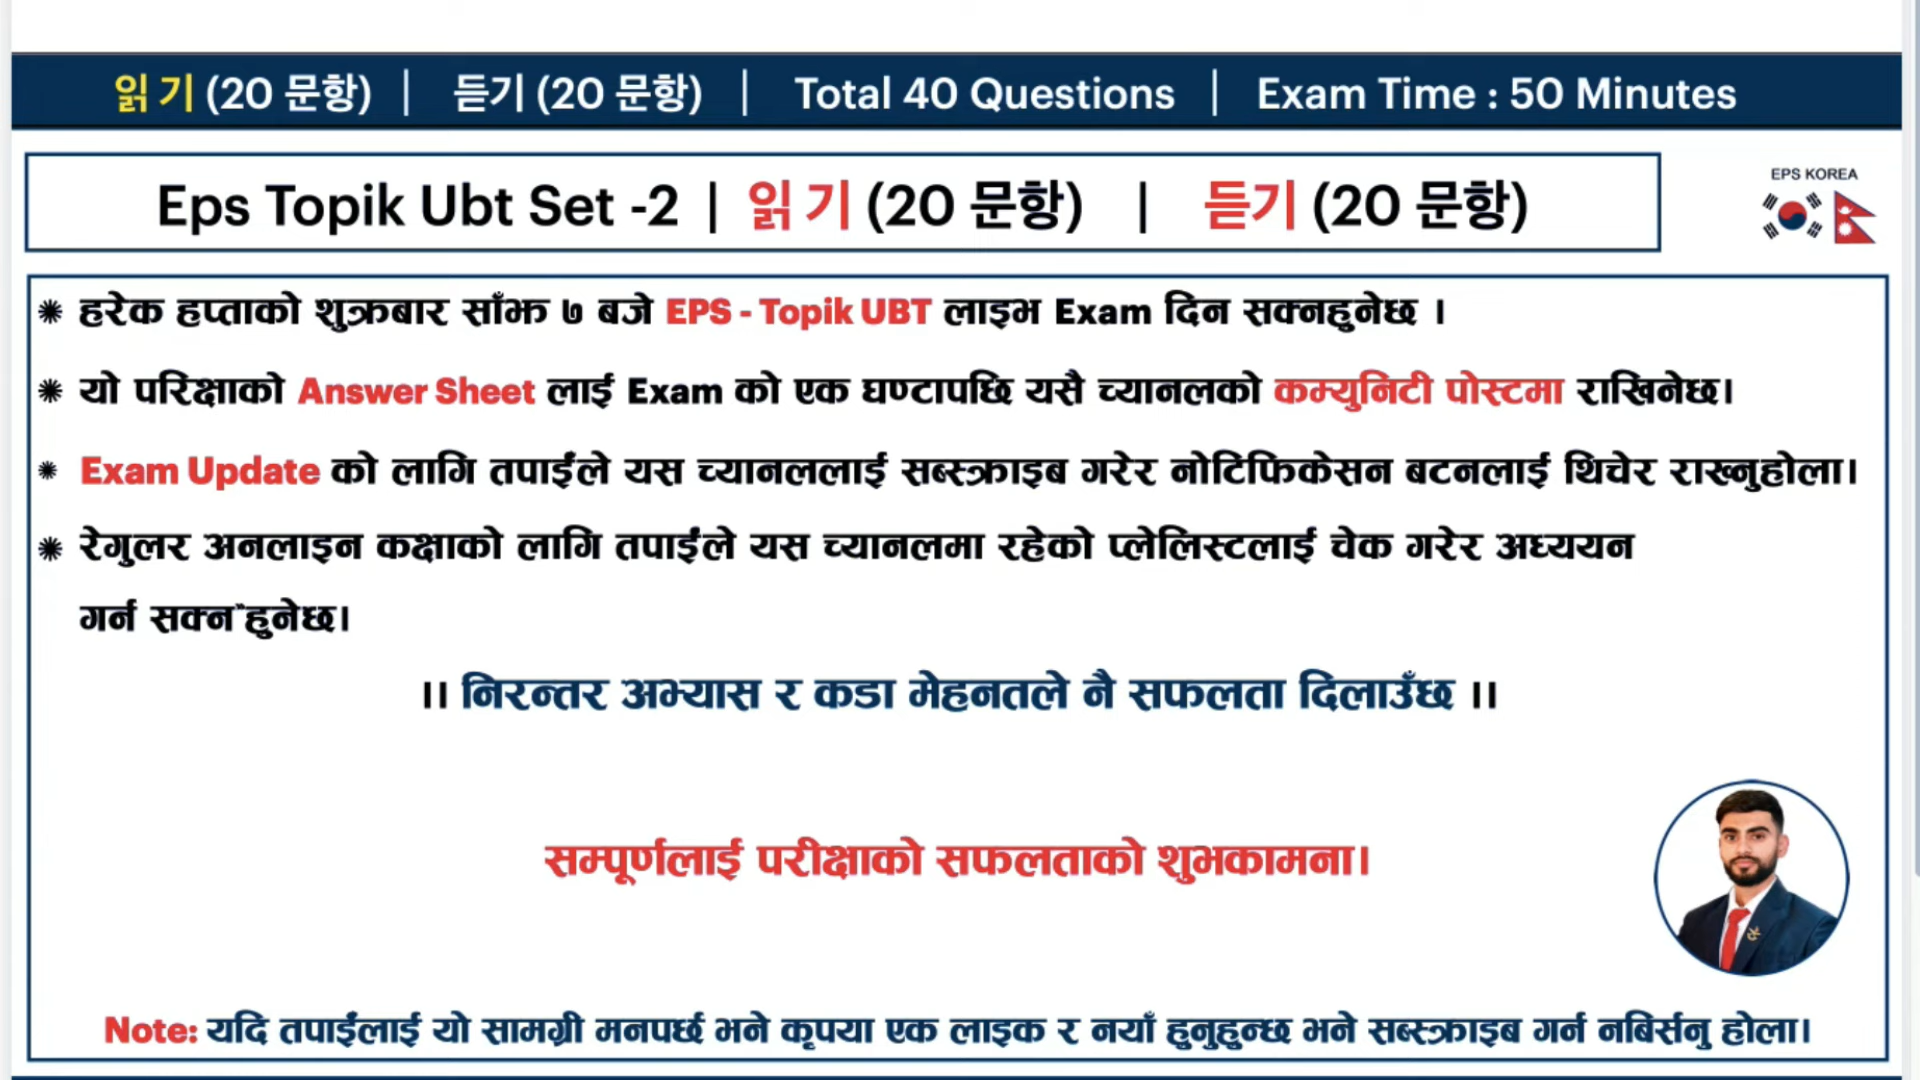 읽 기 (20 문항) | 듣기 (20 문항) | Total 40 Questions | Exam Time : 50 Minutes
Eps Topik Ubt Set -2 | 읽 기 (20 문항) | 듣기 (20 문항)
EPS KOREA
हरेक हप्ताको शुक्रबार साँझ ७ बजे EPS - Topik UBT लाइभ Exam दिन सक्नहुनेछ ।
यो परिक्षाको Answer Sheet लाई Exam को एक घण्टापछि यसै च्यानलको कम्युनिटी पोस्टमा राखिनेछ।
Exam Update को लागि तपाईंले यस च्यानललाई सब्स्क्राइब गरेर नोटिफिकेसन बटनलाई थिचेर राख्नुहोला।
रेगुलर अनलाइन कक्षाको लागि तपाईंले यस च्यानलमा रहेको प्लेलिस्टलाई चेक गरेर अध्ययन
गर्न सक्न"हुनेछ।
।। निरन्तर अभ्यास र कडा मेहनतले नै सफलता दिलाउँछ ।।
सम्पूर्णलाई परीक्षाको सफलताको शुभकामना।
Note: यदि तपाईंलाई यो सामग्री मनपर्छ भने कृपया एक लाइक र नयाँ हुनुहुन्छ भने सब्स्क्राइब गर्न नबिर्सनु होला।